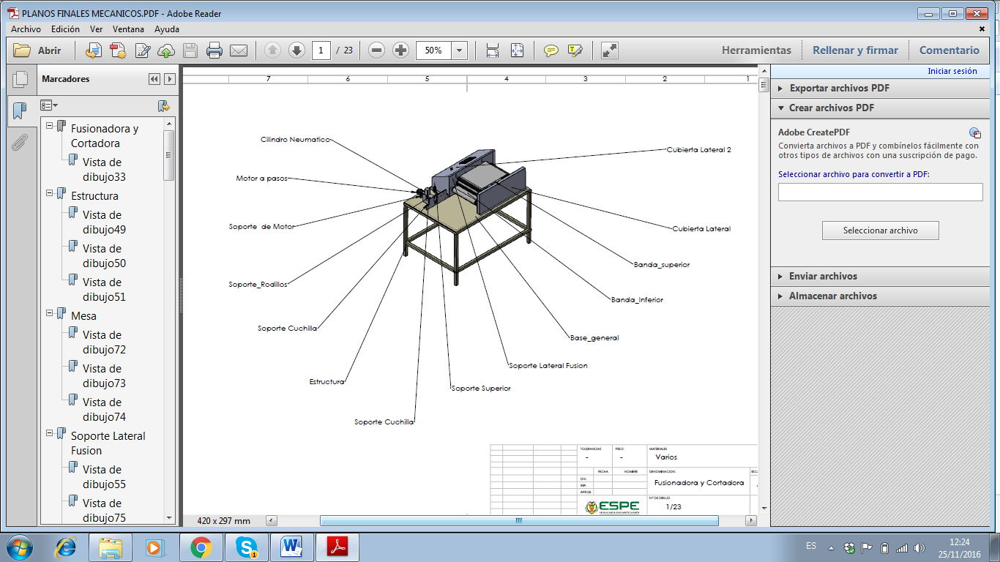 PLANOS FINALES MECANICOS.PDF - Adobe Reader
Archivo Edición Ver Ventana Ayuda
Abrir
1 / 23
50%
Herramientas
Rellenar y firmar
Comentario
Iniciar sesión
Marcadores
Fusionadora y
Cortadora
Vista de
dibujo33
Estructura
Vista de
dibujo49
Vista de
dibujo50
Vista de
dibujo51
Mesa
Vista de
dibujo72
Vista de
dibujo73
Vista de
dibujo74
Soporte Lateral
Fusion
Vista de
dibujo55
Vista de
dibujo75
7 6 5 4 3 2 1
Cilindro Neumatico
Cubierta Lateral 2
Motor a pasos
Soporte de Motor
Cubierta Lateral
Banda_superior
Soporte_Rodillos
Banda_Inferior
Soporte Cuchilla
Base_general
Soporte Lateral Fusion
Estructura
Soporte Superior
Soporte Cuchilla
TOLERANCIAS
-
PESO:
-
MATERIALES
Varios
FECHA
NOMBRE
DIV.
REP.
APROB.
DENOMINACION:
Fusionadora y Cortadora
N.º DE DIBUJO
1/23
ESPE
420 x 297 mm
Exportar archivos PDF
Crear archivos PDF
Adobe CreatePDF
Convierta archivos a PDF y combínelos fácilmente con
otros tipos de archivos con una suscripción de pago.
Seleccionar archivo para convertir a PDF:
Seleccionar archivo
Enviar archivos
Almacenar archivos
ES
12:24
25/11/2016